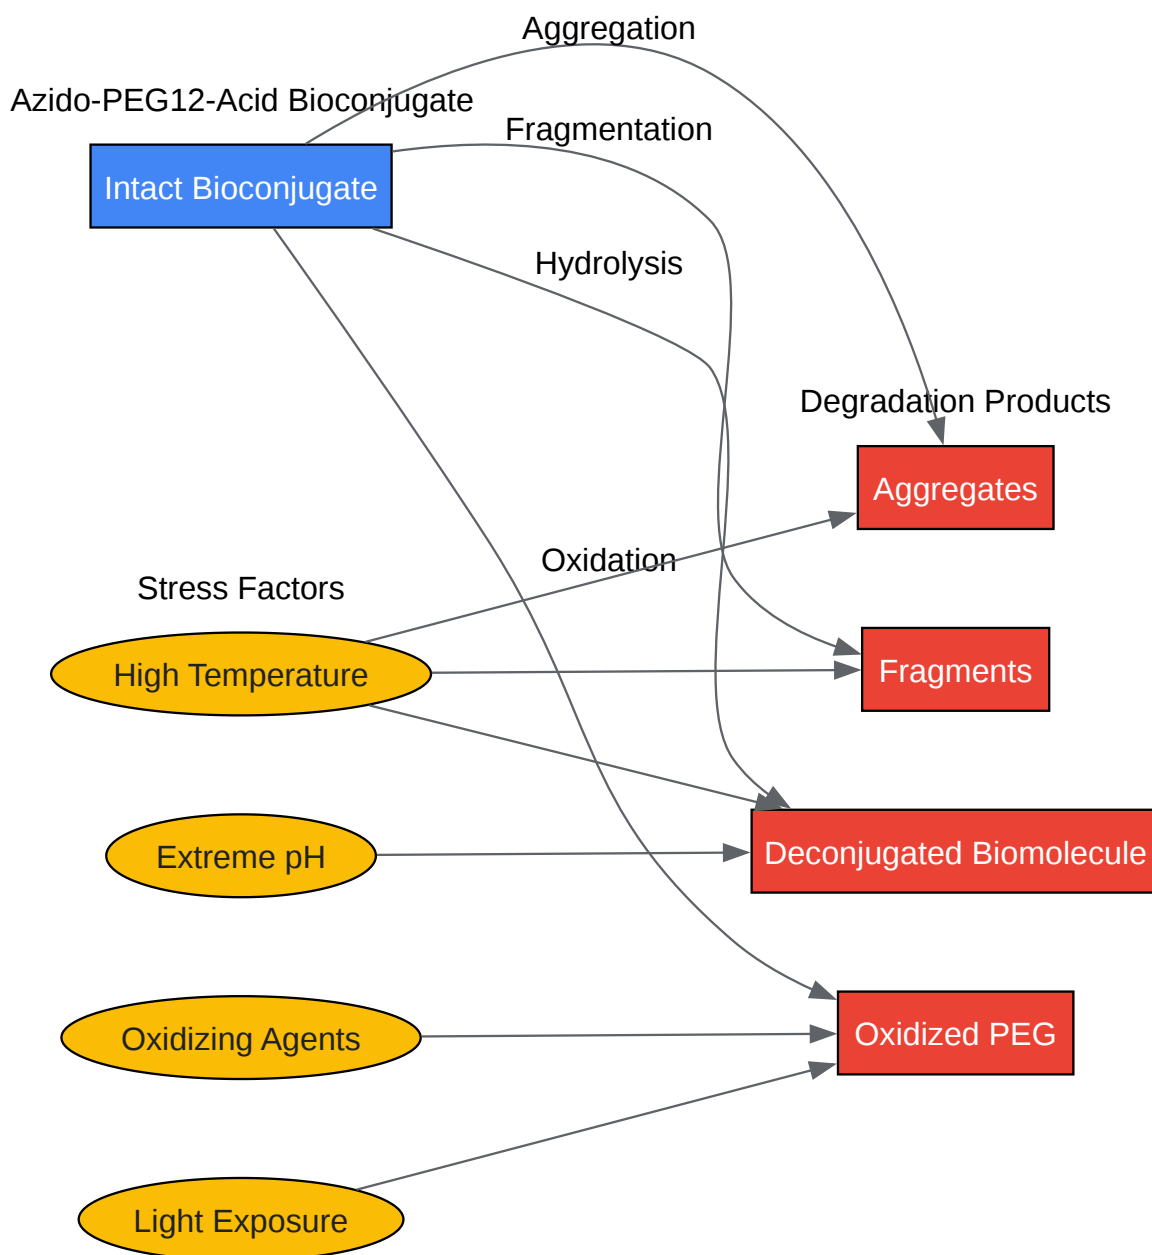 Aggregation
Azido-PEG12-Acid Bioconjugate
Fragmentation
Intact Bioconjugate
Hydrolysis
Degradation Products
Aggregates
Oxidation
Stress Factors
High Temperature
Fragments
Extreme pH
Deconjugated Biomolecule
Oxidizing Agents
Oxidized PEG
Light Exposure